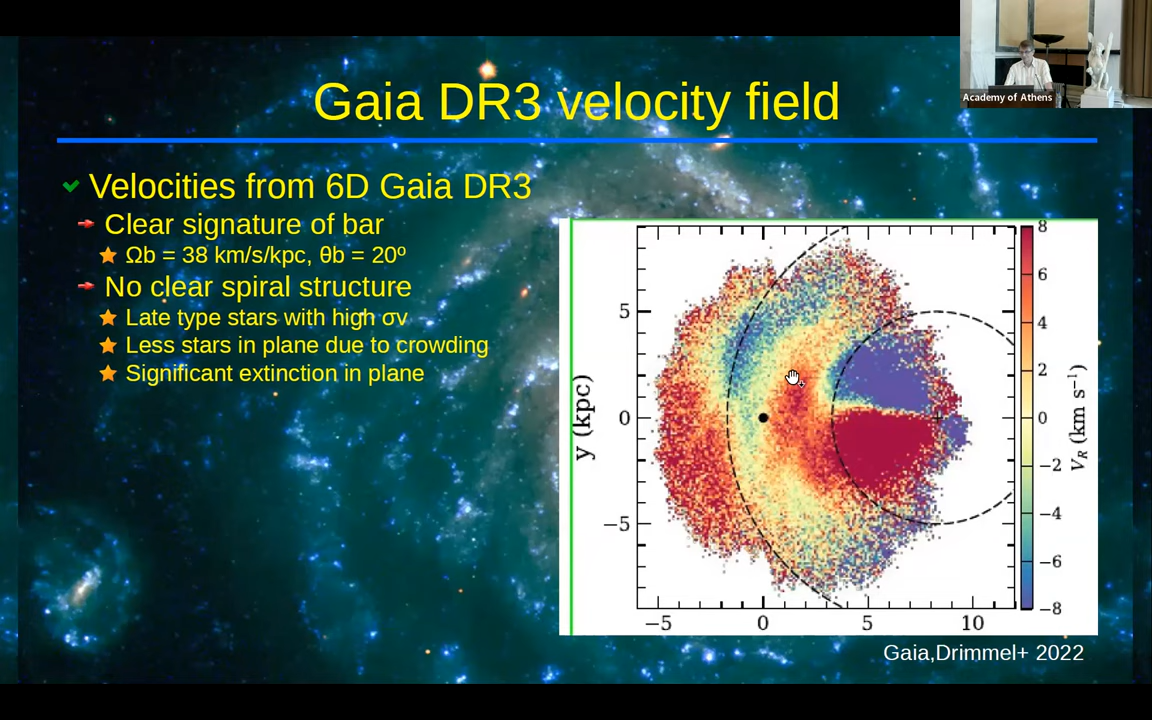 Gaia DR3 velocity field
Academy of Athens
Velocities from 6D Gaia DR3
Clear signature of bar
Ωb = 38 km/s/kpc, θb = 20º
No clear spiral structure
Late type stars with high σv
Less stars in plane due to crowding
Significant extinction in plane
y (kpc)
5
0
−5
−5
0
5
10
8
6
4
2
0
−2
−4
−6
−8
V_R (km s⁻¹)
Gaia,Drimmel+ 2022